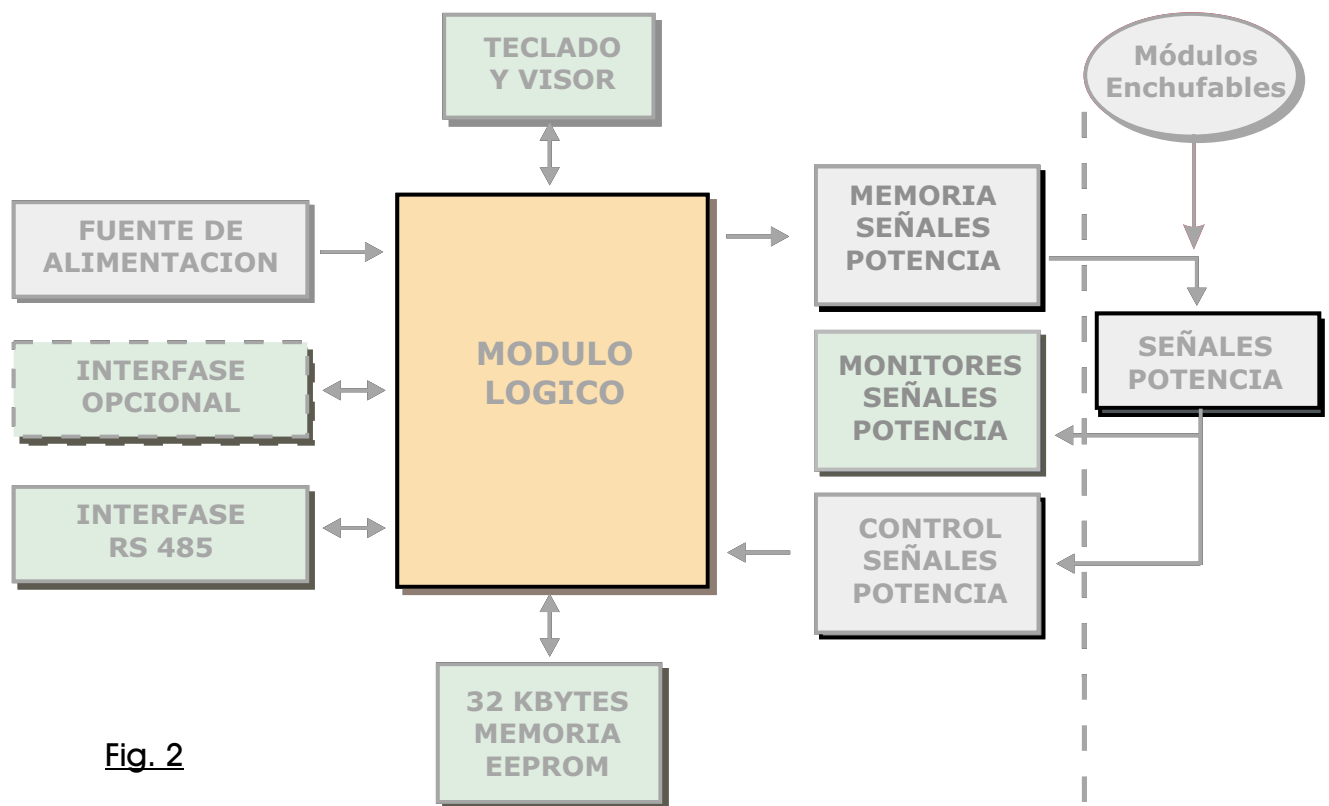 TECLADO
Y VISOR
Módulos
Enchufables
FUENTE DE
ALIMENTACION
INTERFASE
OPCIONAL
INTERFASE
RS 485
MODULO
LOGICO
MEMORIA
SEÑALES
POTENCIA
MONITORES
SEÑALES
POTENCIA
CONTROL
SEÑALES
POTENCIA
SEÑALES
POTENCIA
32 KBYTES
MEMORIA
EEPROM
Fig. 2